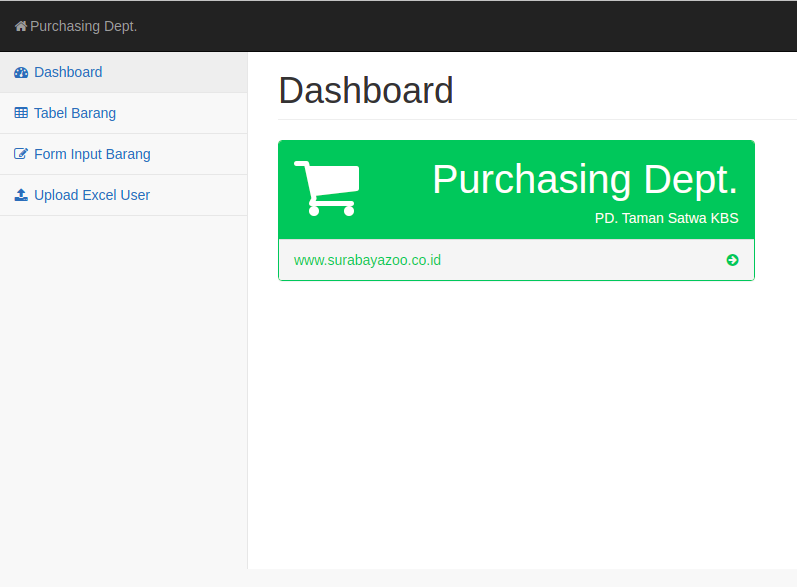 Purchasing Dept.
Dashboard
Tabel Barang
Form Input Barang
Upload Excel User
Dashboard
Purchasing Dept.
PD. Taman Satwa KBS
www.surabayazoo.co.id